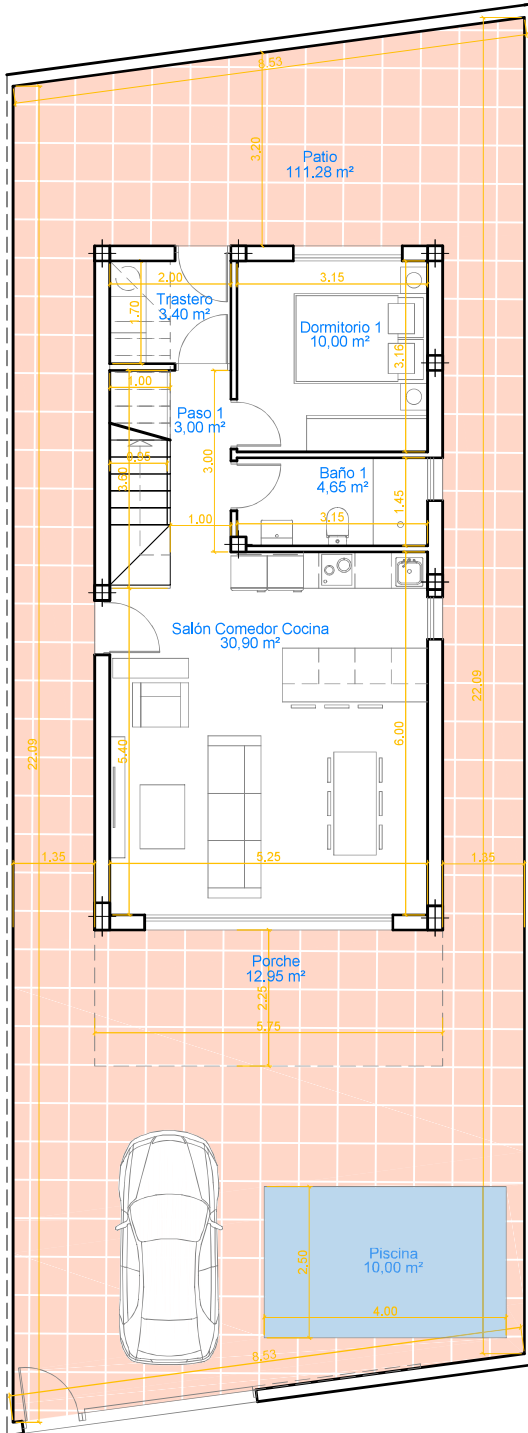 8.53
3.20
Patio
111.28 m²
2.00
3.15
Trastero
3.40 m²
1.70
Dormitorio 1
10,00 m²
3.16
1.00
Paso 1
3,00 m²
0.95
3.60
3.00
Baño 1
4,65 m²
1.45
1.00
3.15
Salón Comedor Cocina
30,90 m²
22.09
22.09
5.40
6.00
1.35
5.25
1.35
Porche
12.95 m²
2.25
5.75
Piscina
10,00 m²
2.50
4.00
8.53